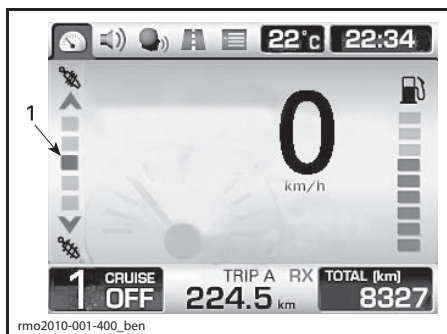 22°C 22:34
1
0
km/h
1 CRUISE OFF
TRIP A RX
224.5 km
TOTAL (km)
8327
rmo2010-001-400_ben